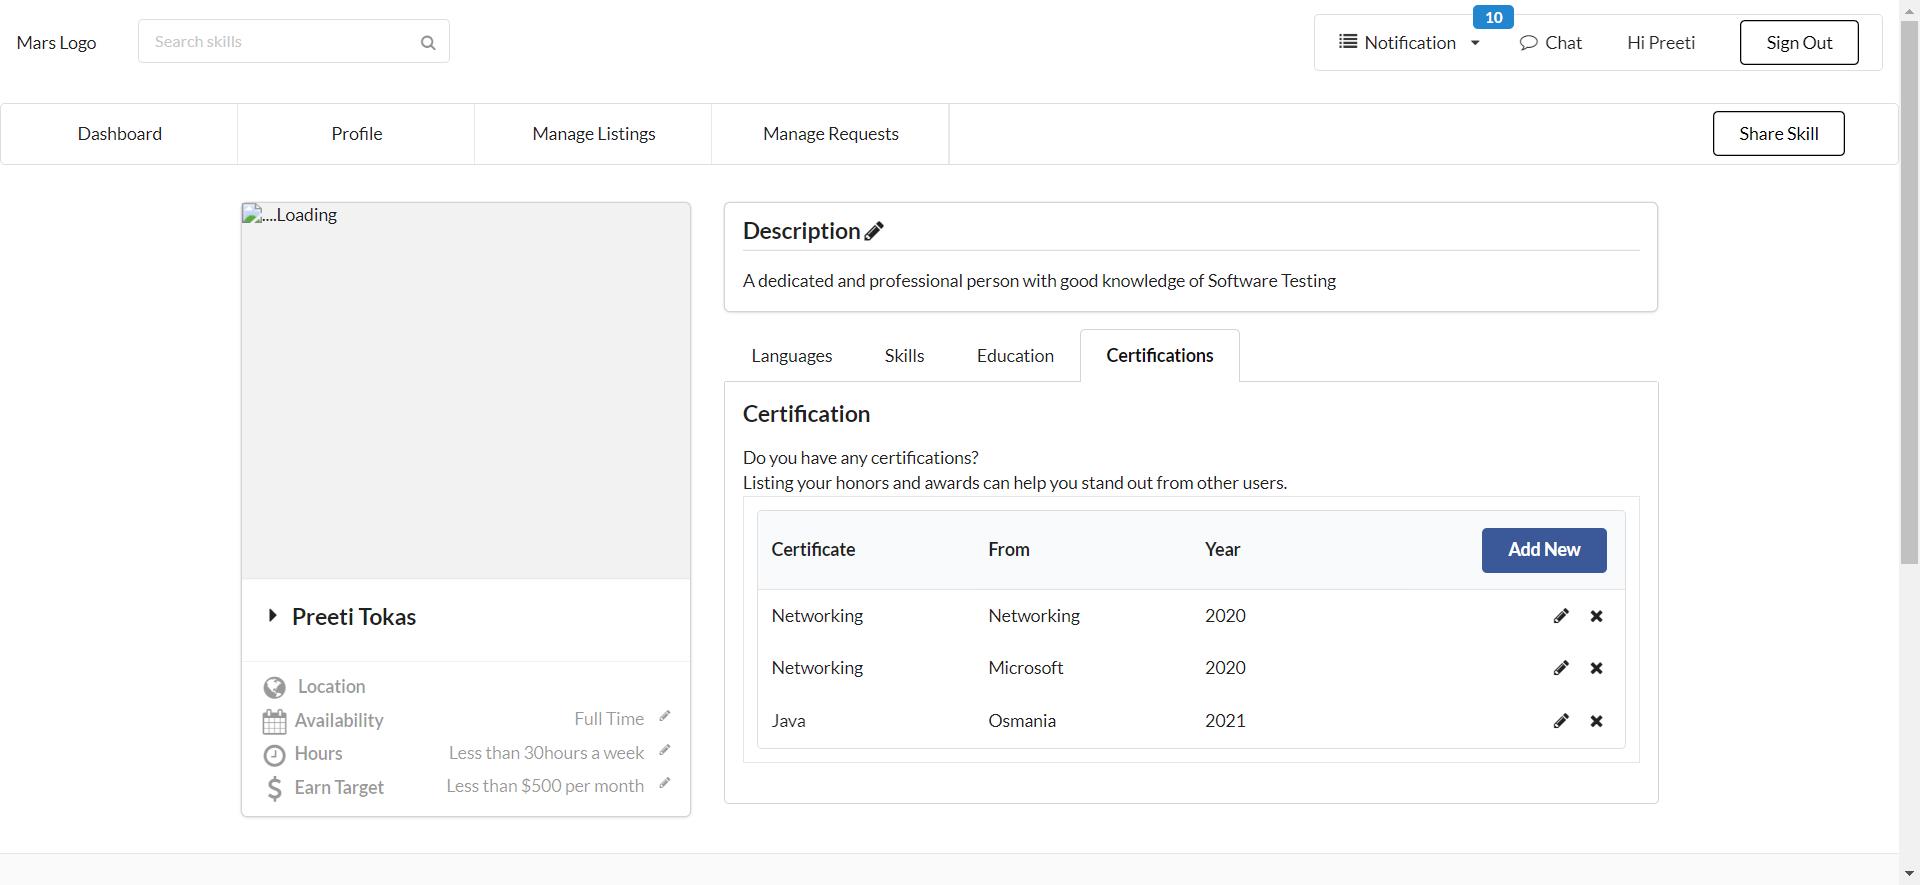 10
Mars Logo
Search skills
Notification
Chat
Hi Preeti
Sign Out
Dashboard
Profile
Manage Listings
Manage Requests
Share Skill
....Loading
Preeti Tokas
Location
Availability Full Time
Hours Less than 30hours a week
Earn Target Less than $500 per month
Description
A dedicated and professional person with good knowledge of Software Testing
Languages
Skills
Education
Certifications
Certification
Do you have any certifications?
Listing your honors and awards can help you stand out from other users.
Certificate From Year Add New
Networking Networking 2020
Networking Microsoft 2020
Java Osmania 2021